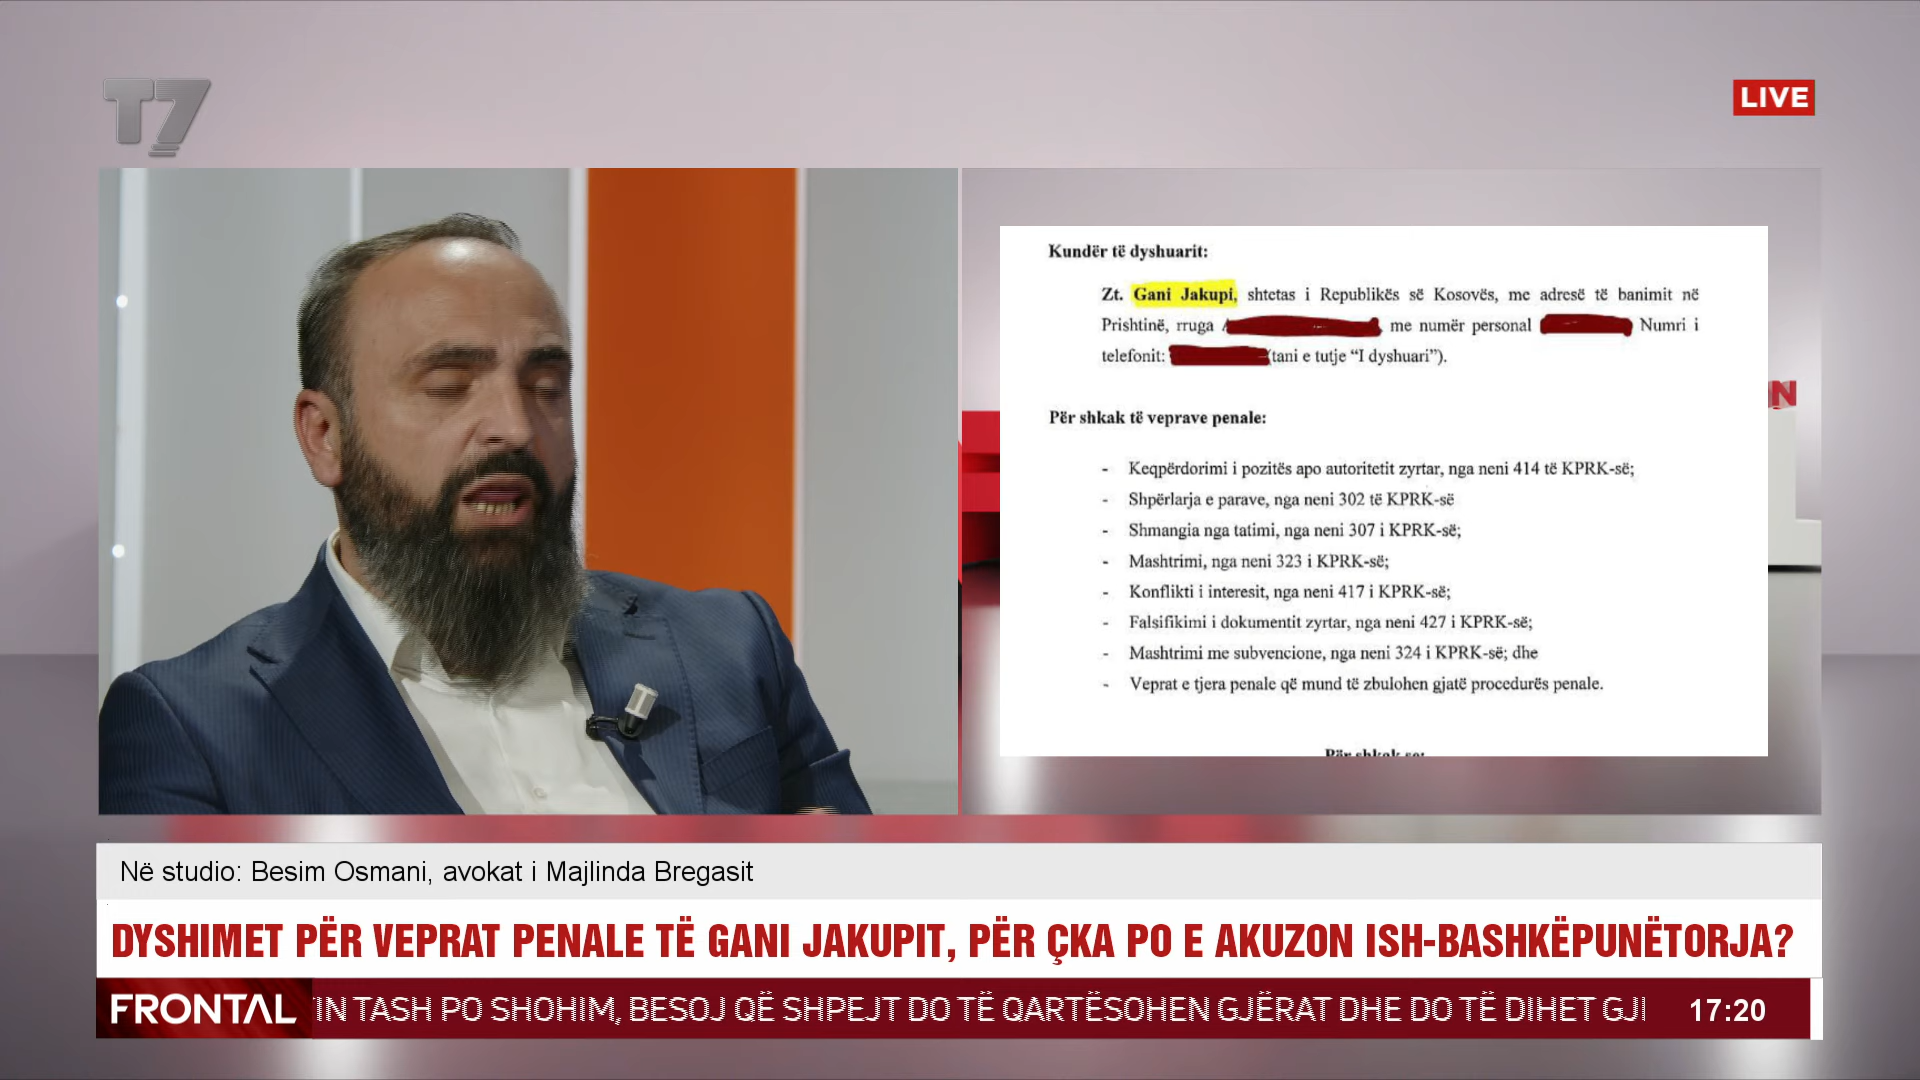 T7
LIVE
Kundër të dyshuarit:
Zt. Gani Jakupi, shtetas i Republikës së Kosovës, me adresë të banimit në
Prishtinë, rruga me numër personal Numri i
telefonit: (tani e tutje “I dyshuari”).
Për shkak të veprave penale:
- Keqpërdorimi i pozitës apo autoritetit zyrtar, nga neni 414 të KPRK-së;
- Shpërlarja e parave, nga neni 302 të KPRK-së
- Shmangia nga tatimi, nga neni 307 i KPRK-së;
- Mashtrimi, nga neni 323 i KPRK-së;
- Konflikti i interesit, nga neni 417 i KPRK-së;
- Falsifikimi i dokumentit zyrtar, nga neni 427 i KPRK-së;
- Mashtrimi me subvencione, nga neni 324 i KPRK-së; dhe
- Veprat e tjera penale që mund të zbulohen gjatë procedurës penale.
Për shkak se:
N
Në studio: Besim Osmani, avokat i Majlinda Bregasit
DYSHIMET PËR VEPRAT PENALE TË GANI JAKUPIT, PËR ÇKA PO E AKUZON ISH-BASHKËPUNËTORJA?
FRONTAL
TIN TASH PO SHOHIM, BESOJ QË SHPEJT DO TË QARTËSOHEN GJËRAT DHE DO TË DIHET GJI
17:20